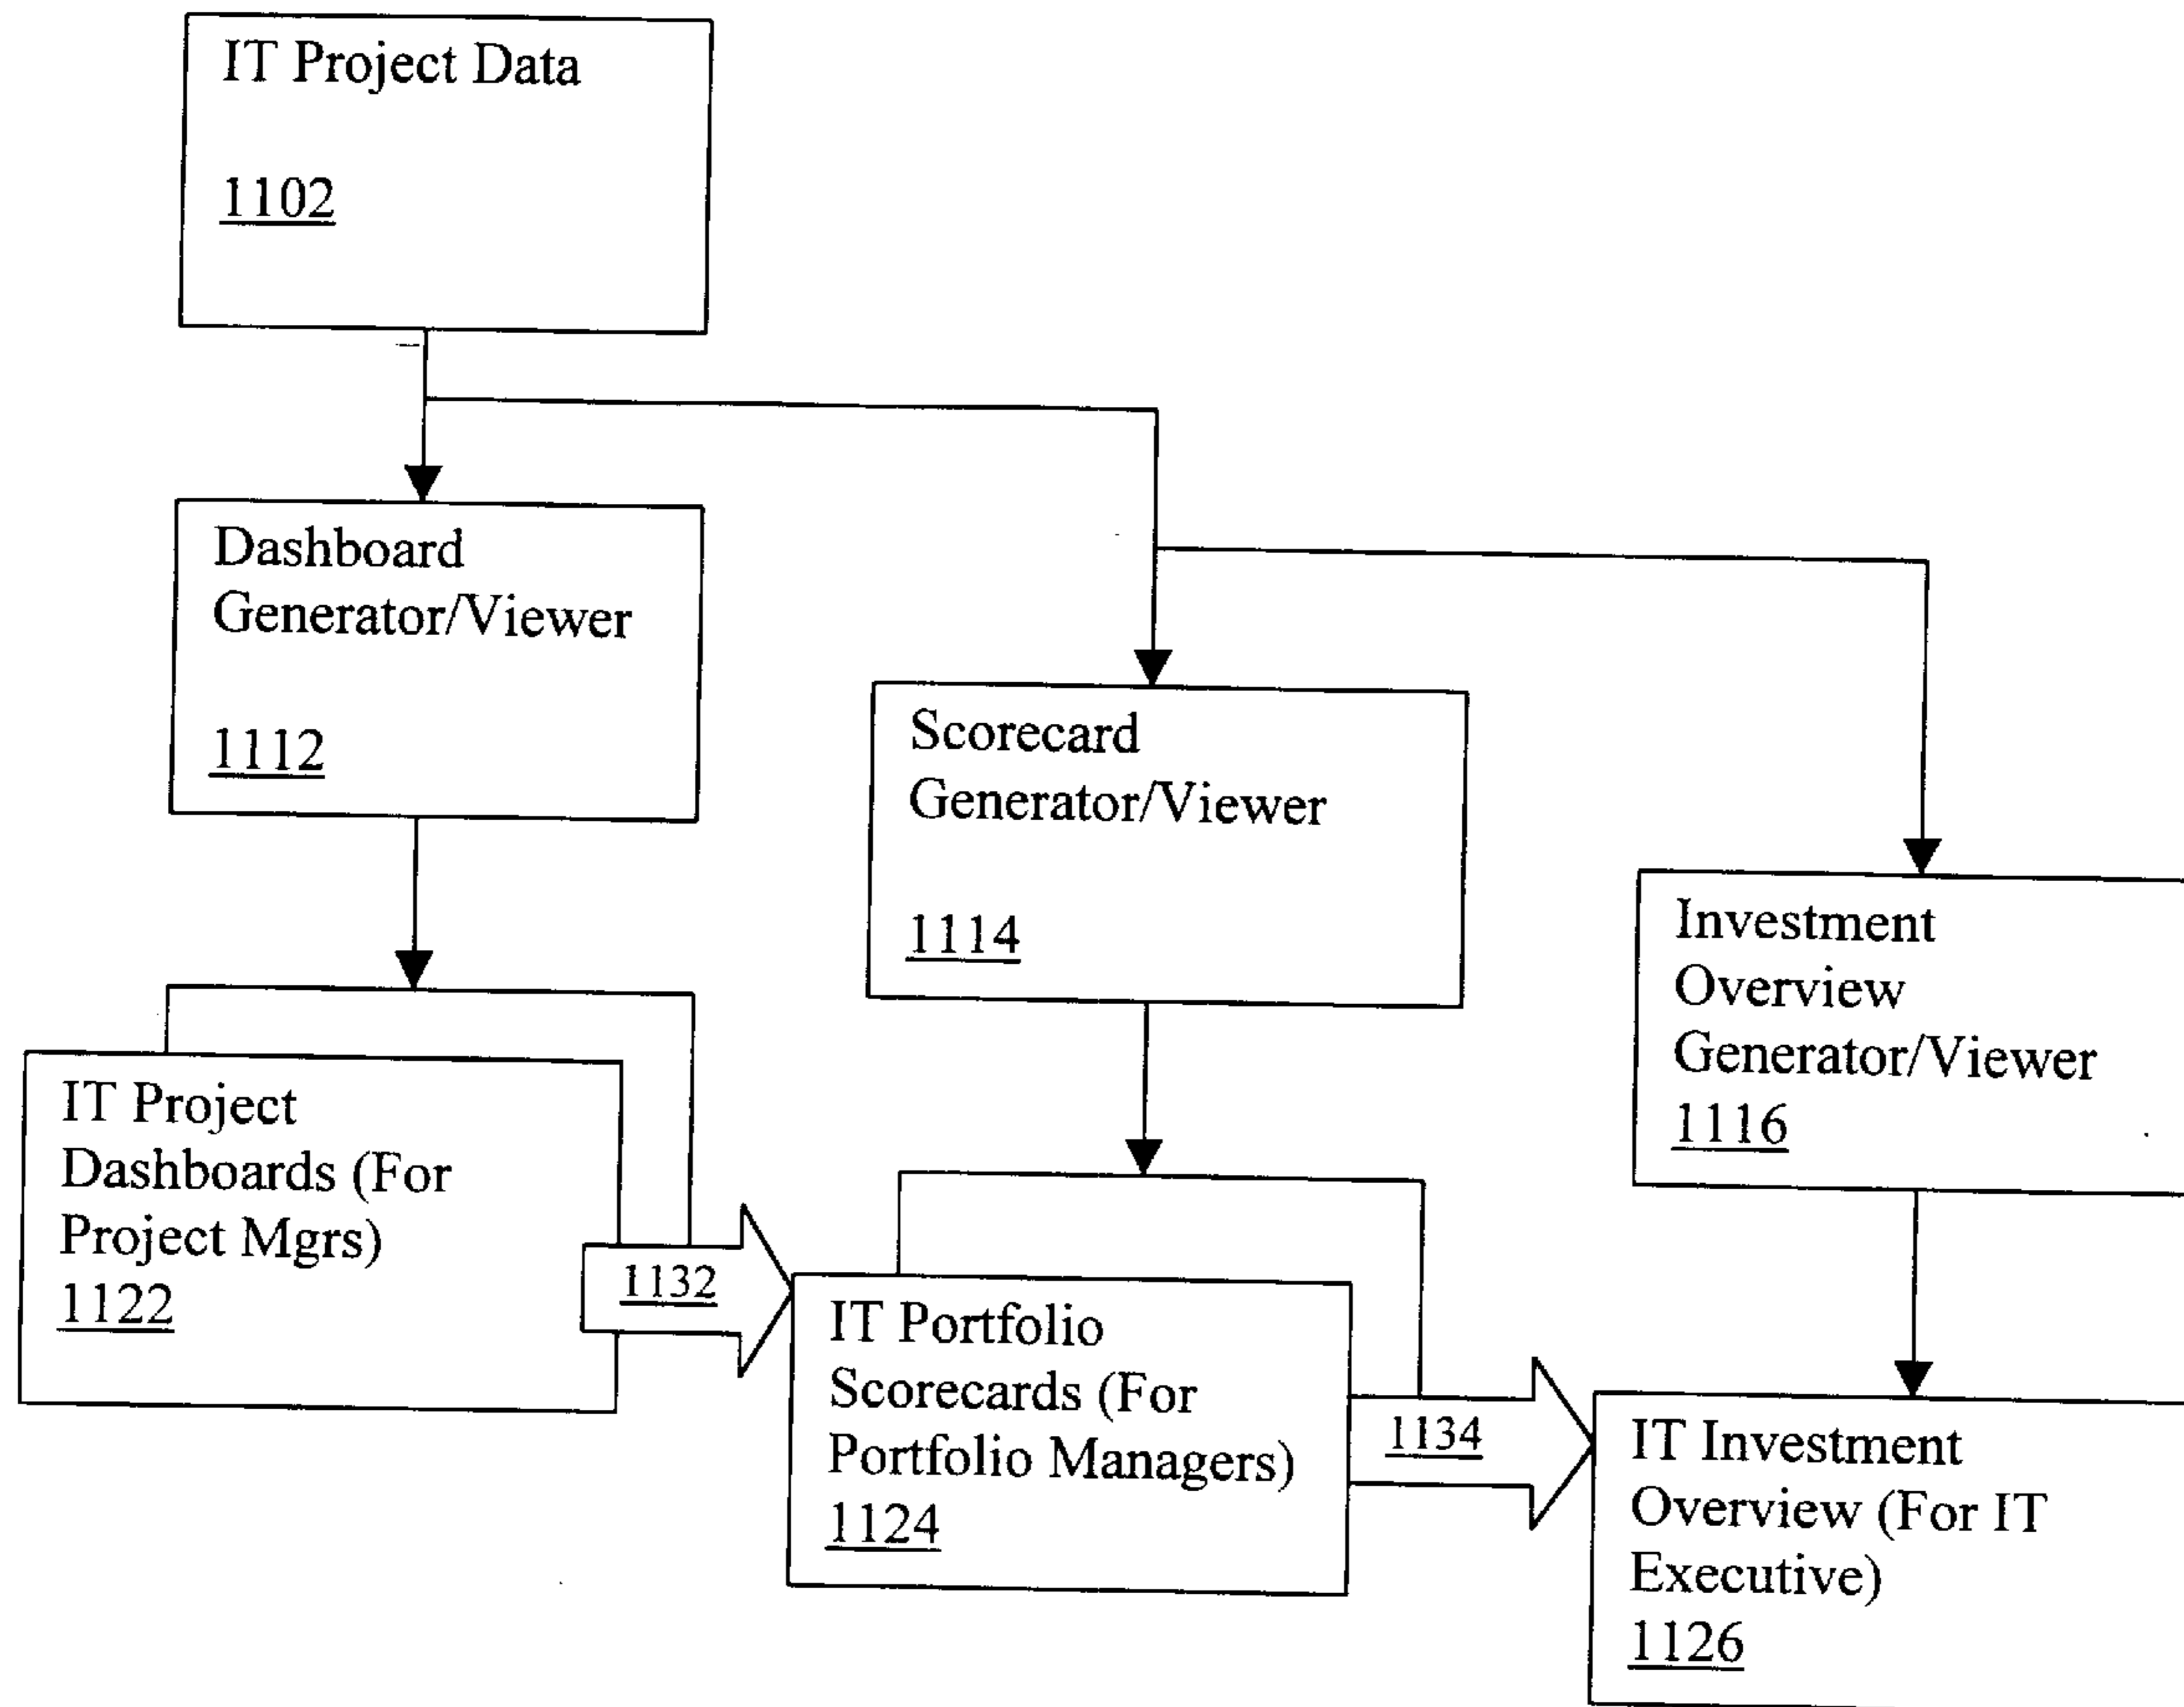 IT Project Data
1102
Dashboard
Generator/Viewer
1112
Scorecard
Generator/Viewer
1114
Investment
Overview
Generator/Viewer
1116
IT Project
Dashboards (For
Project Mgrs)
1122
1132
IT Portfolio
Scorecards (For
Portfolio Managers)
1124
1134
IT Investment
Overview (For IT
Executive)
1126